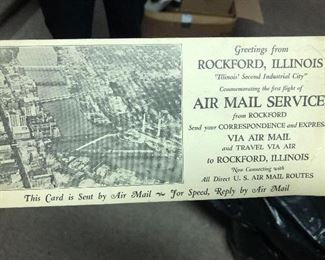 Greetings from
ROCKFORD, ILLINOIS
"Illinois' Second Industrial City"
Commemorating the first flight of
AIR MAIL SERVICE
from ROCKFORD
Send your CORRESPONDENCE and EXPRESS
VIA AIR MAIL
and TRAVEL VIA AIR
to ROCKFORD, ILLINOIS
Now Connecting with
All Direct U. S. AIR MAIL ROUTES
This Card is Sent by Air Mail ~ For Speed, Reply by Air Mail